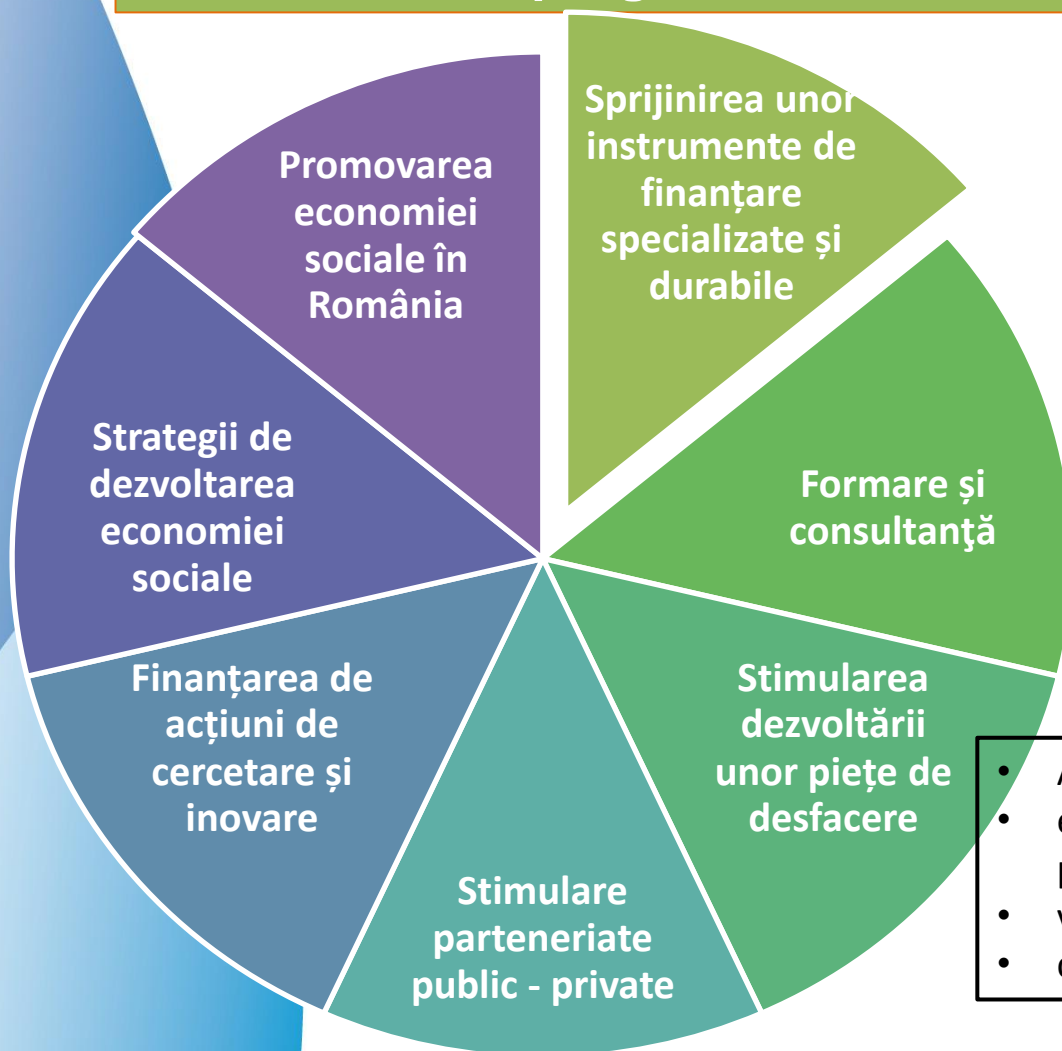 Sprijinirea unor
instrumente de
finanțare
specializate și
durabile
Formare și
consultanţă
Stimularea
dezvoltării
unor piețe de
desfacere
Stimulare
parteneriate
public - private
Finanțarea de
acțiuni de
cercetare și
inovare
Strategii de
dezvoltarea
economiei
sociale
Promovarea
economiei
sociale în
România